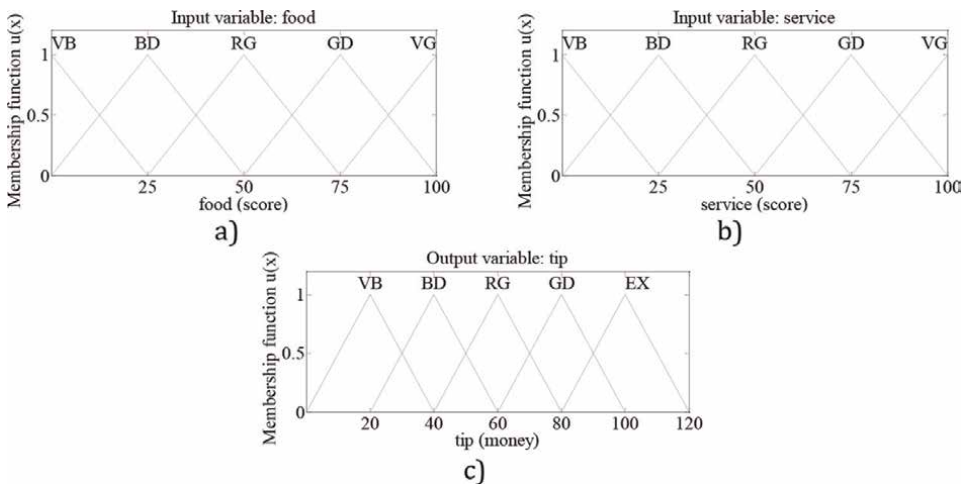 Input variable: food
Membership function u(x)
VB BD RG GD VG
1
0.5
0
25 50 75 100
food (score)
a)
Input variable: service
Membership function u(x)
VB BD RG GD VG
1
0.5
0
25 50 75 100
service (score)
b)
Output variable: tip
Membership function u(x)
VB BD RG GD EX
1
0.5
0
20 40 60 80 100 120
tip (money)
c)